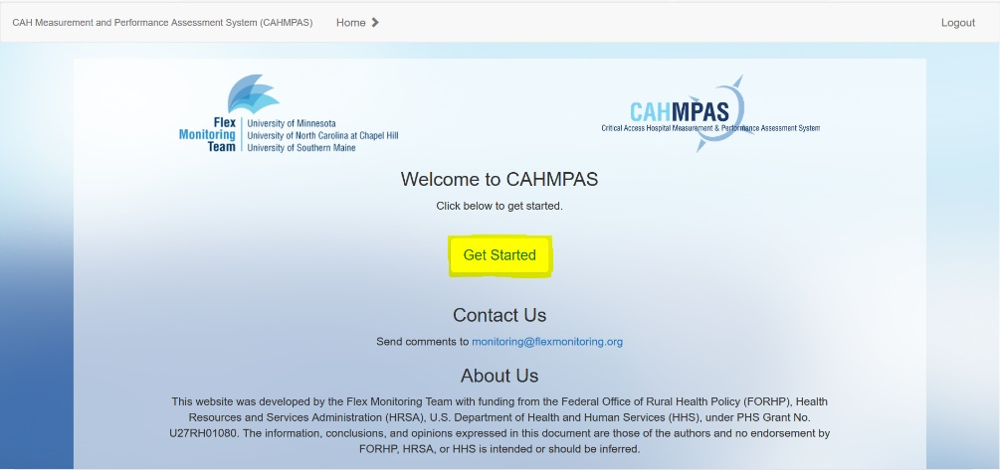 CAH Measurement and Performance Assessment System (CAHMPAS) Home Logout
Flex Monitoring Team
University of Minnesota
University of North Carolina at Chapel Hill
University of Southern Maine
CAHMPAS
Critical Access Hospital Measurement & Performance Assessment System
Welcome to CAHMPAS
Click below to get started.
Get Started
Contact Us
Send comments to monitoring@flexmonitoring.org
About Us
This website was developed by the Flex Monitoring Team with funding from the Federal Office of Rural Health Policy (FORHP), Health
Resources and Services Administration (HRSA), U.S. Department of Health and Human Services (HHS), under PHS Grant No.
U27RH01080. The information, conclusions, and opinions expressed in this document are those of the authors and no endorsement by
FORHP, HRSA, or HHS is intended or should be inferred.